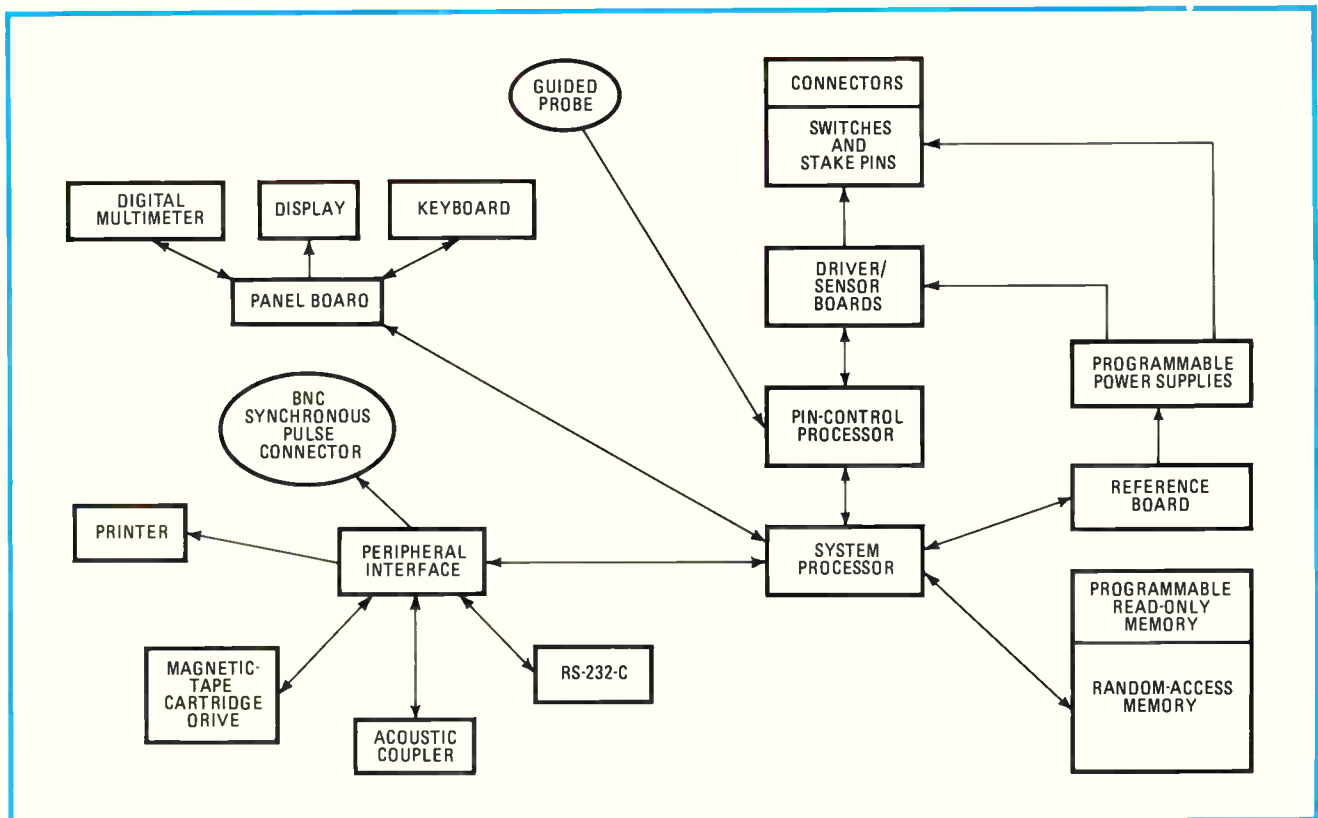 GUIDED
PROBE
CONNECTORS
SWITCHES
AND
STAKE PINS
DIGITAL
MULTIMETER
DISPLAY
KEYBOARD
PANEL BOARO
DRIVER/
SENSOR
BOARDS
PROGRAMMABLE
POWER SUPPLIES
BNC
SYNCHRONOUS
PULSE
CONNECTOR
PIN-CONTROL
PROCESSOR
REFERENCE
BOARD
PRINTER
PERIPHERAL
INTERFACE
SYSTEM
PROCESSOR
PROGRAMMABLE
READ-ONLY
MEMORY
RANDOM-ACCESS
MEMORY
MAGNETIC-
TAPE
CARTRIDGE
ORIVE
ACOUSTIC
COUPLER
RS-232-C